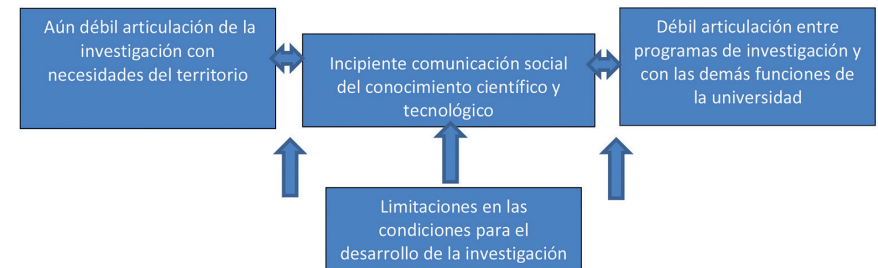 Aún débil articulación de la
investigación con
necesidades del territorio
Incipiente comunicación social
del conocimiento científico y
tecnológico
Débil articulación entre
programas de investigación y
con las demás funciones de
la universidad
Limitaciones en las
condiciones para el
desarrollo de la investigación